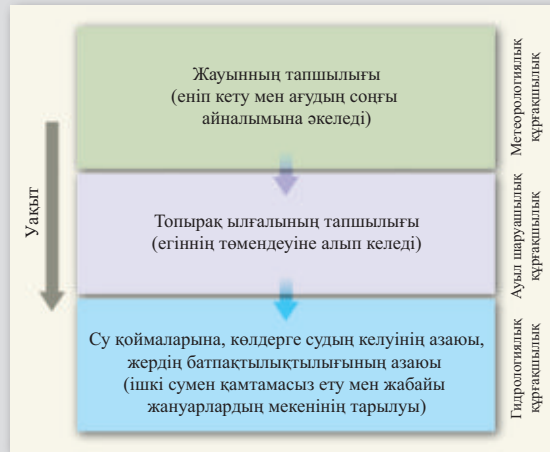 Жауынның тапшылығы
(еніп кету мен ағудың соңғы
айналымына әкеледі)
Метеорологиялық
құрғақшылық
Уақыт
Топырақ ылғалының тапшылығы
(егіннің төмендеуіне алып келеді)
Ауыл шаруашылық
құрғақшылық
Су қоймаларына, көлдерге судың келуінің азаюы,
жердің батпақтылықтылығының азаюы
(ішкі сумен қамтамасыз ету мен жабайы
жануарлардың мекенінің тарылуы)
Гидрологиялық
құрғақшылық